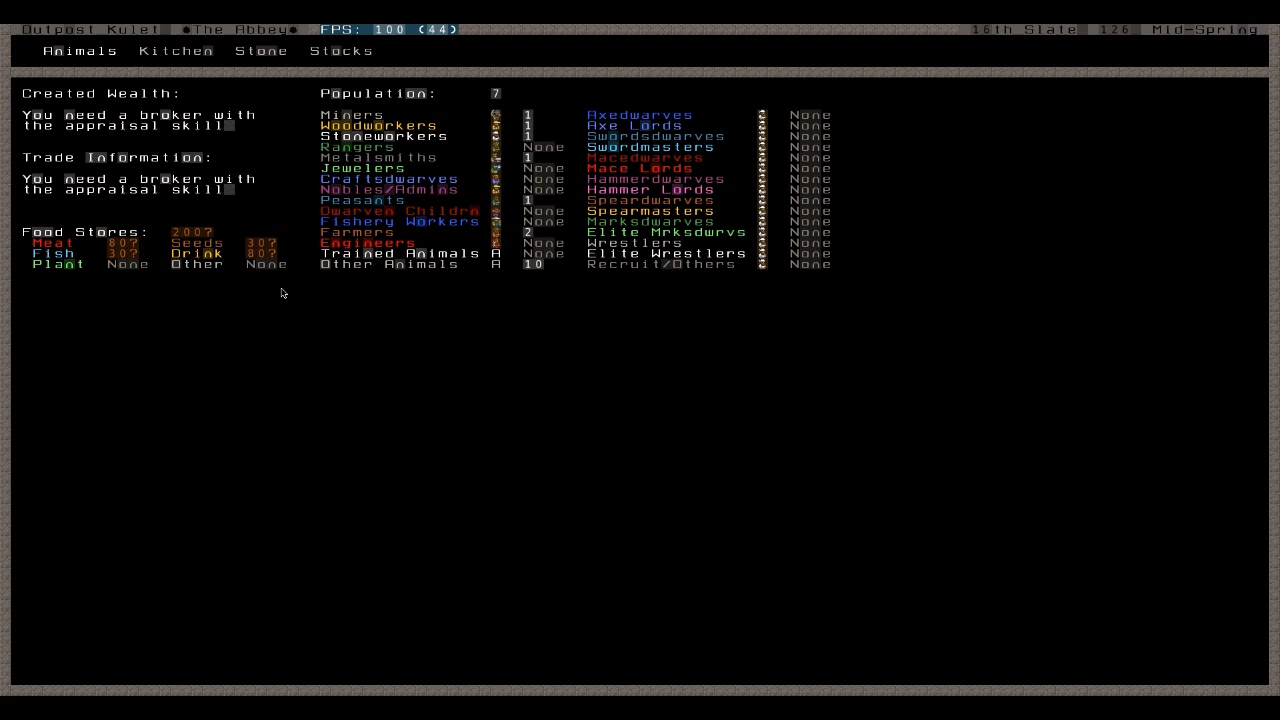 Outpost Kulet ●The Abbey● FPS: 100 (44) 16th Slate 126 Mid-Spring
Animals Kitchen Stone Stocks
Created Wealth: Population: 7
You need a broker with Miners 1 Axedwarves None
the appraisal skill Woodworkers 1 Axe Lords None
Stoneworkers 1 Swordsdwarves None
Trade Information: Rangers None Swordmasters None
Metalsmiths 1 Macedwarves None
Jewelers None Mace Lords None
You need a broker with Craftsdwarves None Hammerdwarves None
the appraisal skill Nobles/Admins None Hammer Lords None
Peasants 1 Speardwarves None
Dwarven Childrn None Spearmasters None
Fishery Workers None Marksdwarves None
Food Stores: 200? Farmers 2 Elite Mrksdwrvs None
Meat 80? Seeds 30? Engineers None Wrestlers None
Fish 30? Drink 80? Trained Animals A None Elite Wrestlers None
Plant None Other None Other Animals A 10 Recruit/Others None